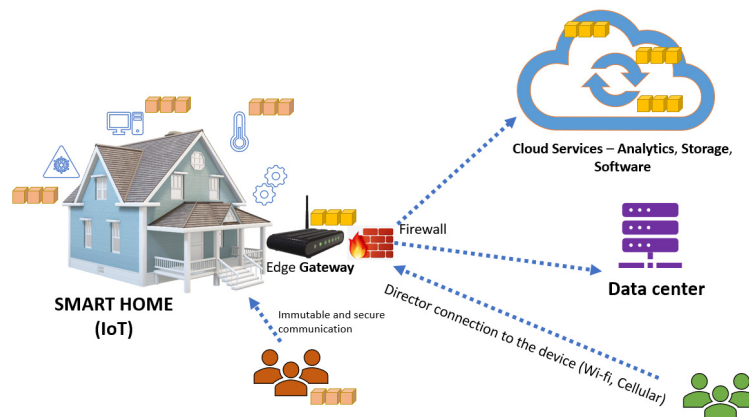 Cloud Services – Analytics, Storage,
Software
Firewall
Edge Gateway
Data center
SMART HOME
(IoT)
Immutable and secure
communication
Director connection to the device (Wi-fi, Cellular)